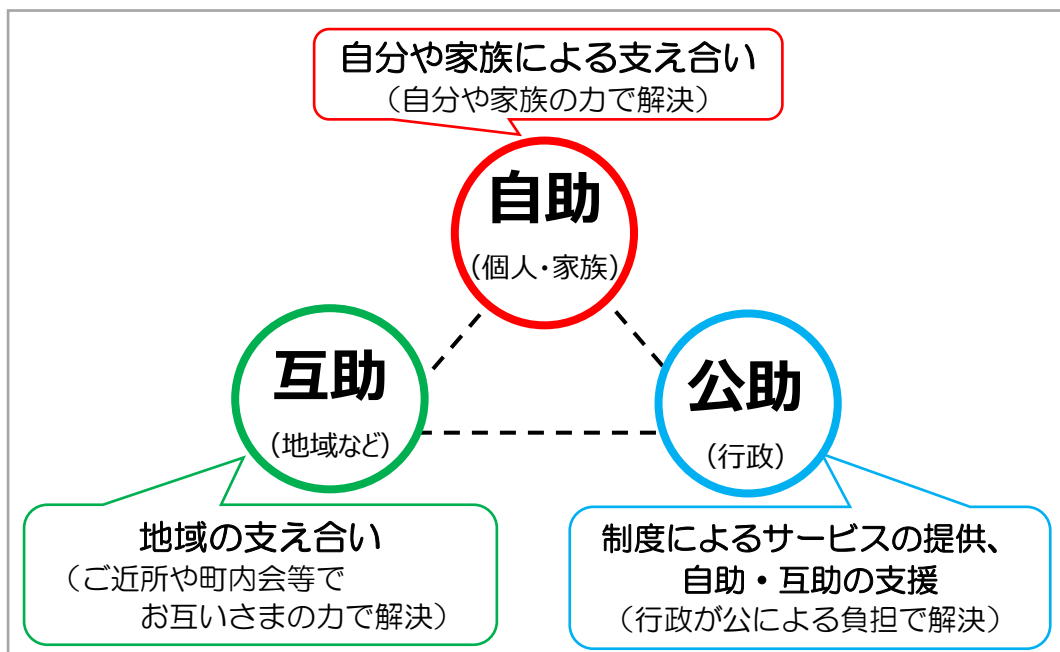 自分や家族による支え合い
（自分や家族の力で解決）
自助
（個人・家族）
互助
（地域など）
公助
（行政）
地域の支え合い
（ご近所や町内会等で
お互いさまの力で解決）
制度によるサービスの提供、
自助・互助の支援
（行政が公による負担で解決）